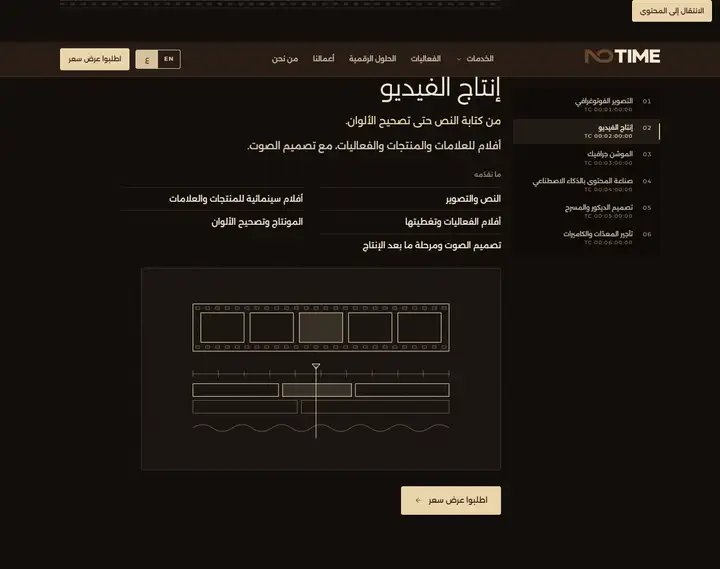 الانتقال إلى المحتوى
NOTIME
الخدمات
الفعاليات
الحلول الرقمية
أعمالنا
من نحن
EN
ع
اطلبوا عرض سعر
01 التصوير الفوتوغرافي
TC 00:01:00:00
02 إنتاج الفيديو
TC 00:02:00:00
03 الموشن جرافيك
TC 00:03:00:00
04 صناعة المحتوى بالذكاء الاصطناعي
TC 00:04:00:00
05 تصميم الديكور والمسرح
TC 00:05:00:00
06 تأجير المعدّات والكاميرات
TC 00:06:00:00
إنتاج الفيديو
من كتابة النص حتى تصحيح الألوان.
أفلام للعلامات والمنتجات والفعاليات، مع تصميم الصوت.
ما نقدّمه
النص والتصوير
أفلام سينمائية للمنتجات والعلامات
أفلام الفعاليات وتغطيتها
المونتاج وتصحيح الألوان
تصميم الصوت ومرحلة ما بعد الإنتاج
اطلبوا عرض سعر ←